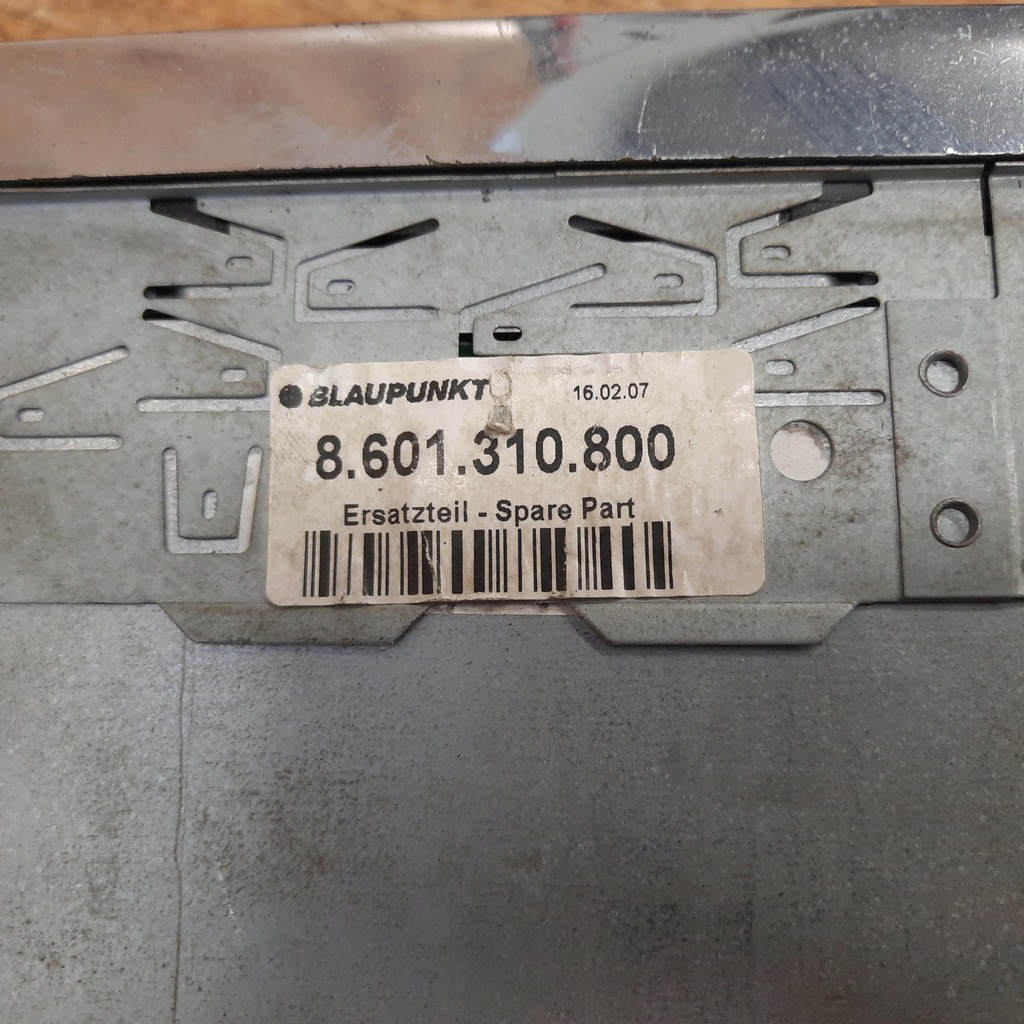 BLAUPUNKT 16.02.07
8.601.310.800
Ersatzteil - Spare Part